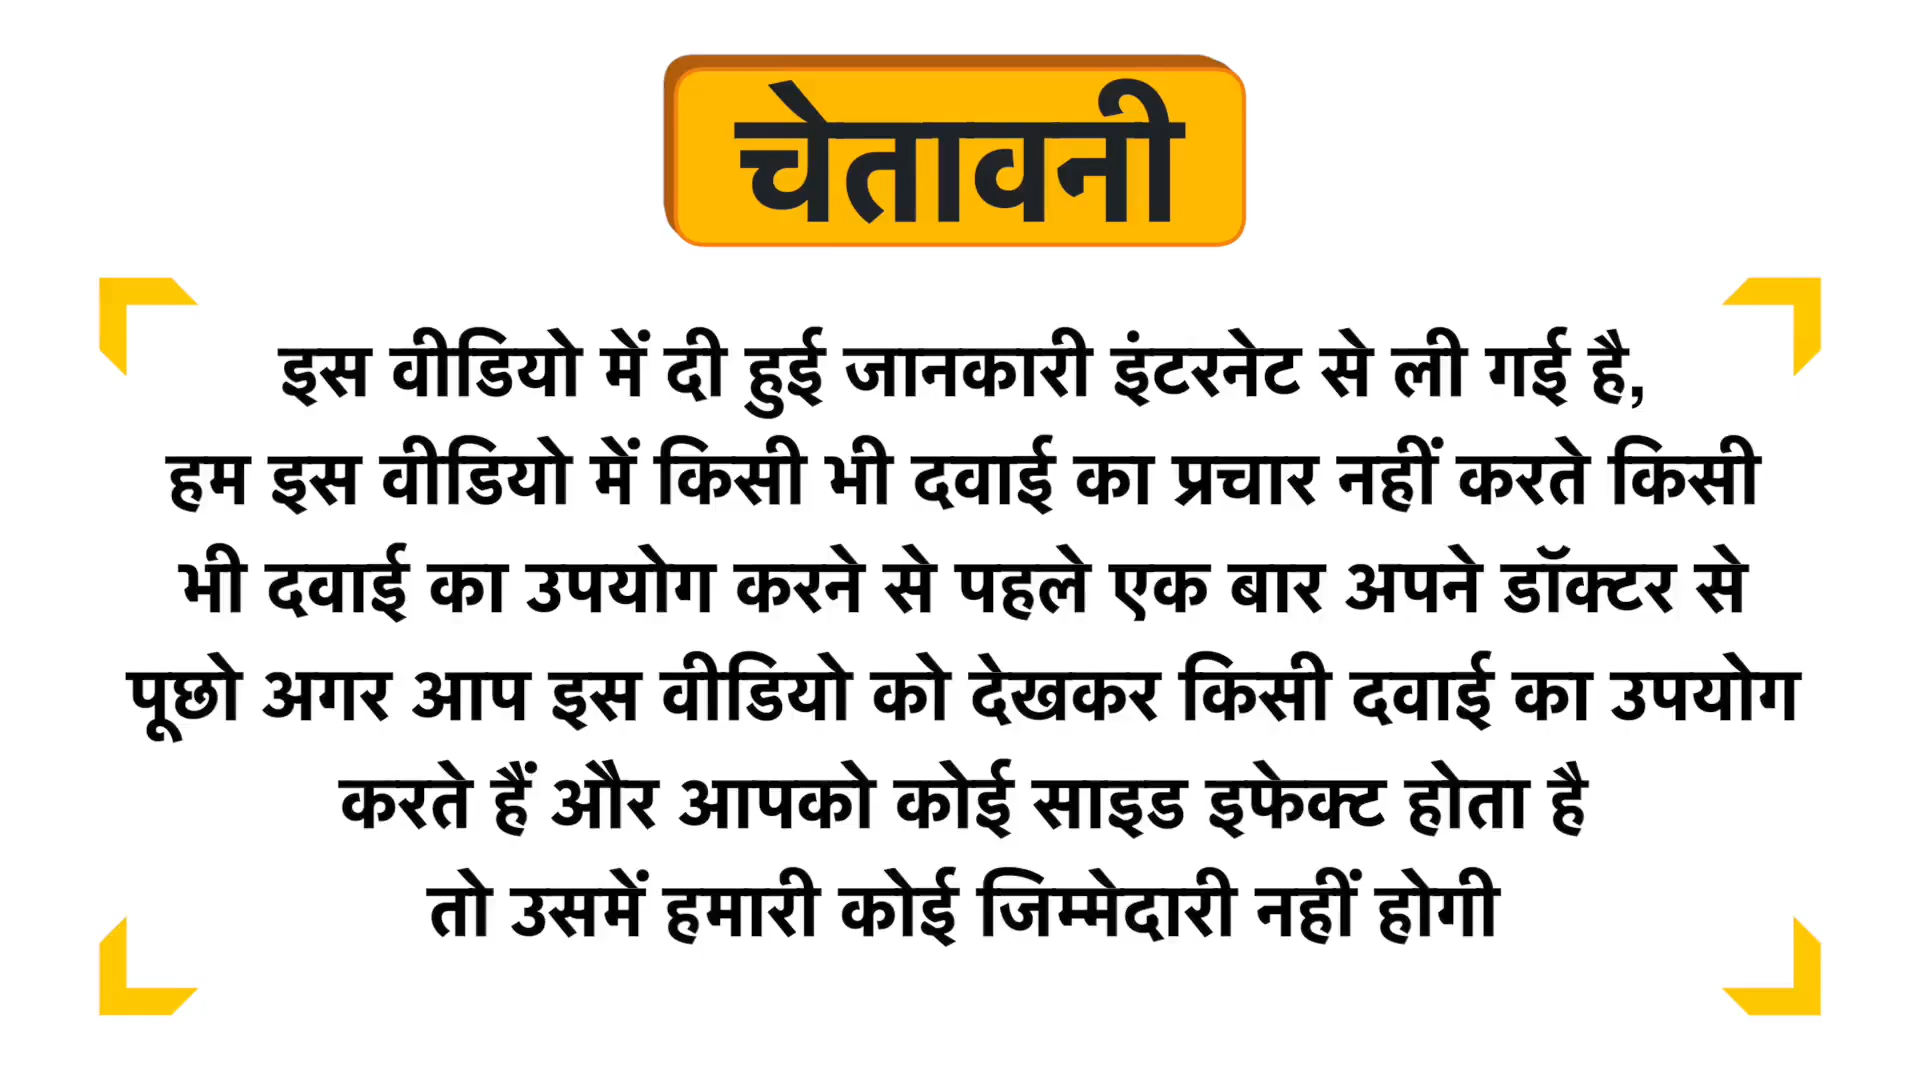 चेतावनी
इस वीडियो में दी हुई जानकारी इंटरनेट से ली गई है,
हम इस वीडियो में किसी भी दवाई का प्रचार नहीं करते किसी
भी दवाई का उपयोग करने से पहले एक बार अपने डॉक्टर से
पूछो अगर आप इस वीडियो को देखकर किसी दवाई का उपयोग
करते हैं और आपको कोई साइड इफेक्ट होता है
तो उसमें हमारी कोई जिम्मेदारी नहीं होगी